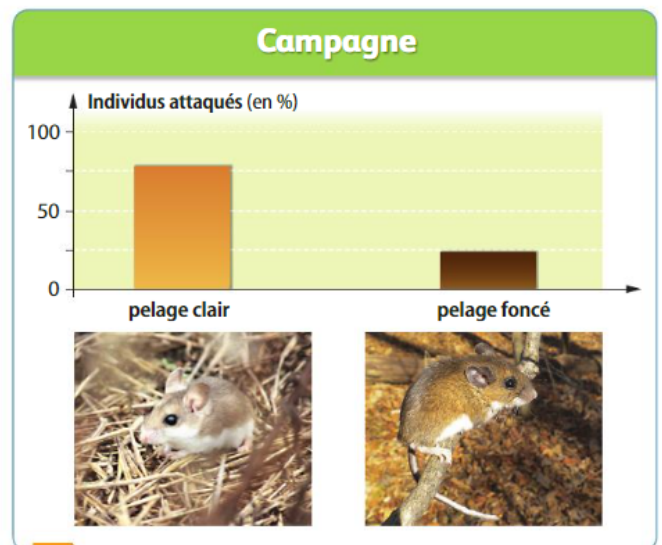 Campagne
Individus attaqués (en %)
100
50
0
pelage clair
pelage foncé